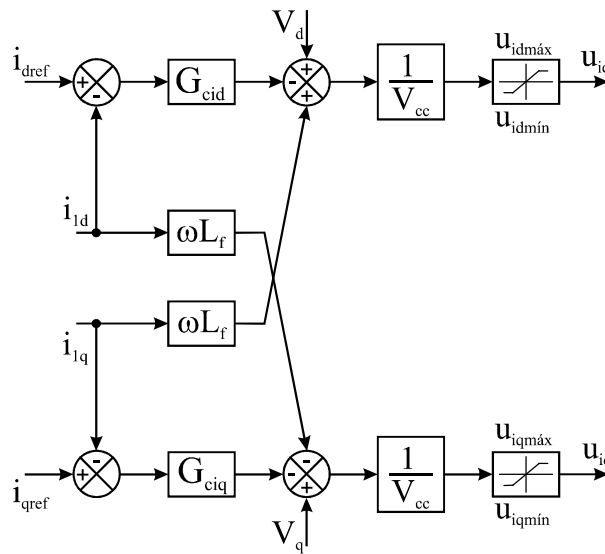 V_d
i_dref
+
-
G_cid
-
+
+
1
V_cc
u_idmáx
u_idmín
i_1d
ωL_f
i_1q
ωL_f
i_qref
-
-
G_ciq
-
-
+
1
V_cc
u_iqmáx
u_iqmín
V_q